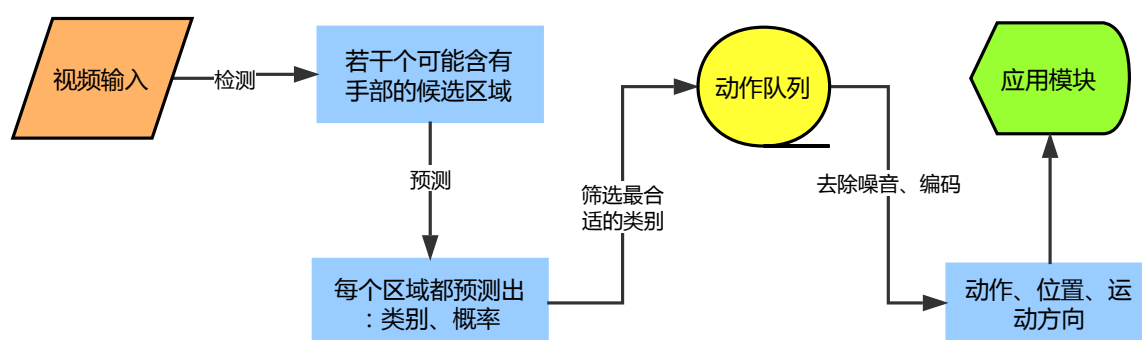 视频输入
检测
若干个可能含有
手部的候选区域
预测
每个区域都预测出
：类别、概率
筛选最合
适的类别
动作队列
去除噪音、编码
动作、位置、运
动方向
应用模块